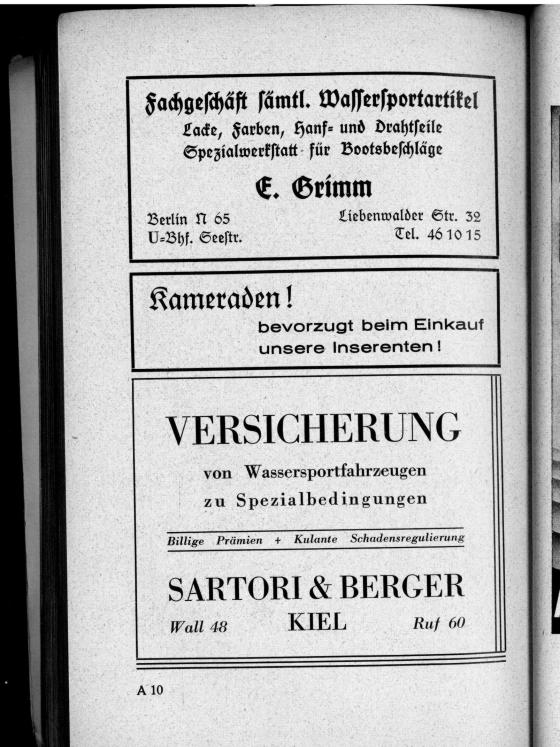 Fachgeschäft sämtl. Wassersportartikel
Lacke, Farben, Hanf- und Drahtseile
Spezialwerkstatt für Bootsbeschläge
E. Grimm
Berlin N 65 Liebenwalder Str. 32
U-Bhf. Seestr. Tel. 46 10 15
Kameraden!
bevorzugt beim Einkauf
unsere Inserenten!
VERSICHERUNG
von Wassersportfahrzeugen
zu Spezialbedingungen
Billige Prämien + Kulante Schadensregulierung
SARTORI & BERGER
Wall 48 KIEL Ruf 60
A 10